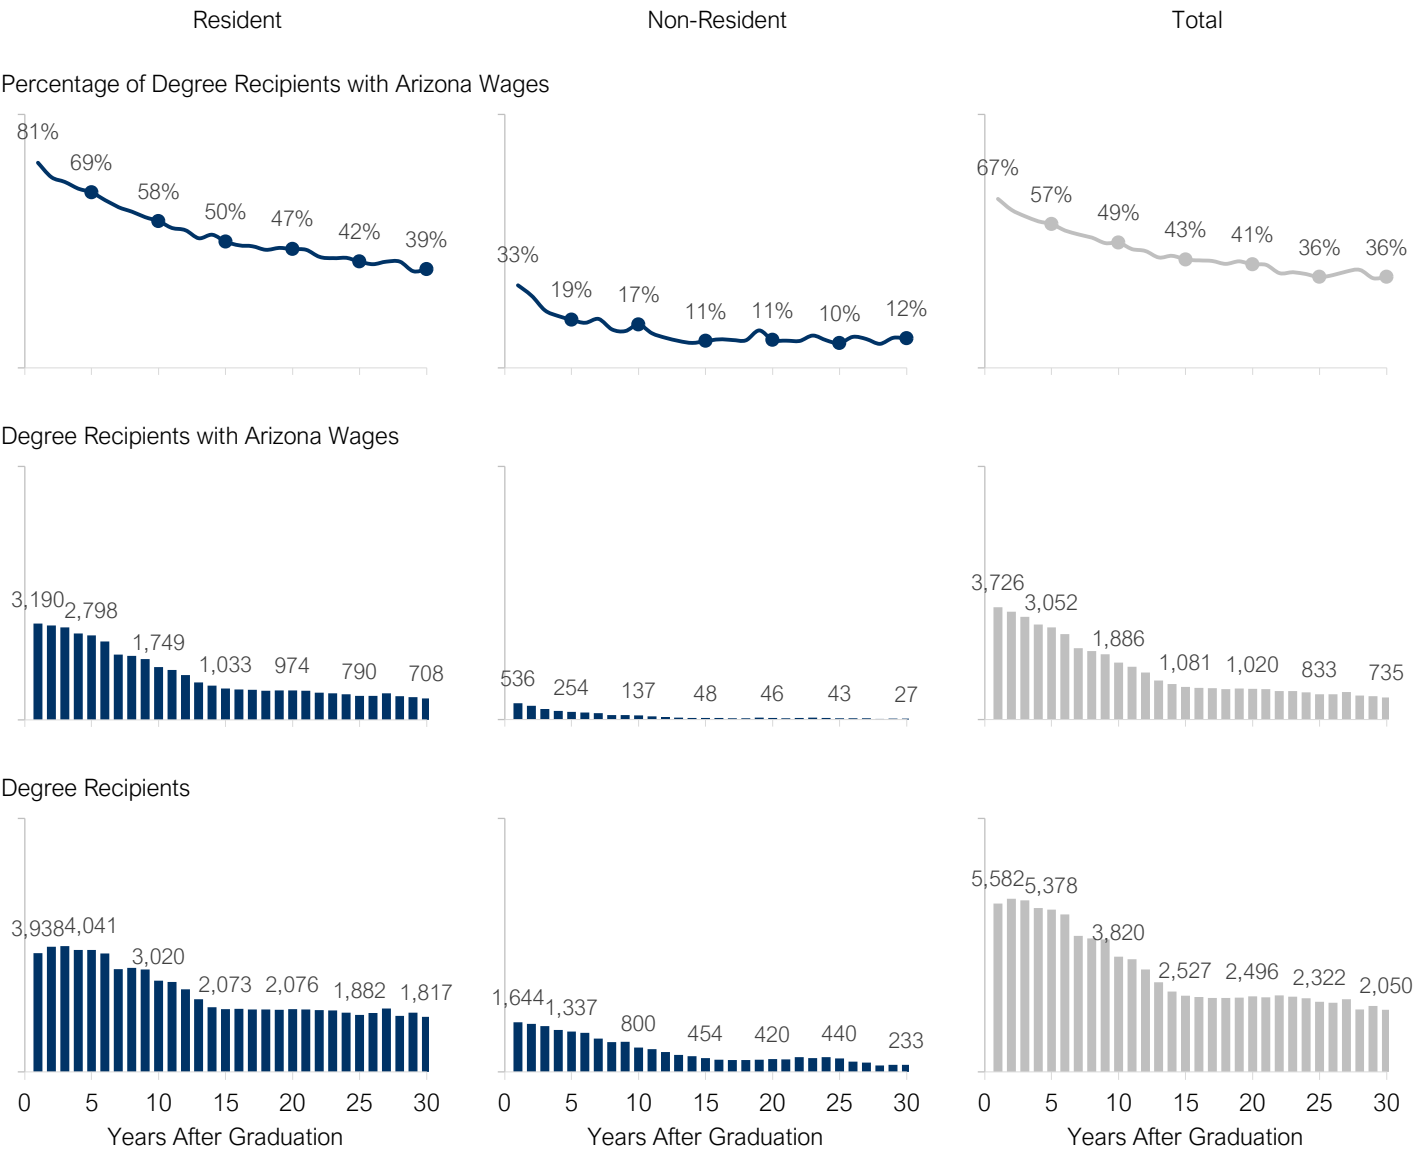 Resident Non-Resident Total
Percentage of Degree Recipients with Arizona Wages
81% 69% 58% 50% 47% 42% 39%
33% 19% 17% 11% 11% 10% 12%
67% 57% 49% 43% 41% 36% 36%
Degree Recipients with Arizona Wages
3,190 2,798 1,749 1,033 974 790 708
536 254 137 48 46 43 27
3,726 3,052 1,886 1,081 1,020 833 735
Degree Recipients
3,938 4,041 3,020 2,073 2,076 1,882 1,817
1,644 1,337 800 454 420 440 233
5,582 5,378 3,820 2,527 2,496 2,322 2,050
0 5 10 15 20 25 30 0 5 10 15 20 25 30 0 5 10 15 20 25 30
Years After Graduation Years After Graduation Years After Graduation